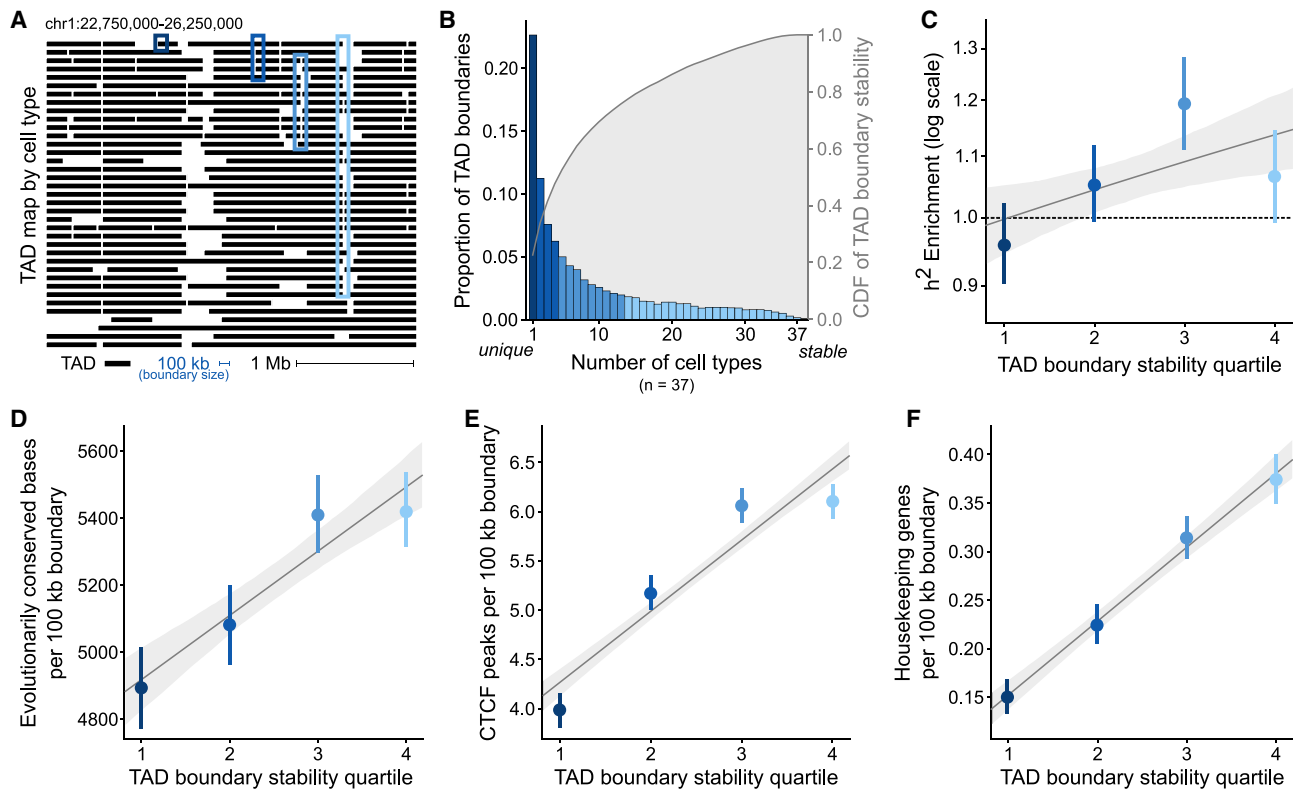 A
chr1:22,750,000-26,250,000
TAD map by cell type
TAD
100 kb
(boundary size)
1 Mb
B
Proportion of TAD boundaries
0.20
0.15
0.10
0.05
0.00
1.0
0.8
0.6
0.4
0.2
0.0
CDF of TAD boundary stability
1 10 20 30 37
unique
stable
Number of cell types
(n = 37)
C
h2 Enrichment (log scale)
1.3
1.2
1.1
1.0
0.9
1 2 3 4
TAD boundary stability quartile
D
Evolutionarily conserved bases
per 100 kb boundary
5600
5400
5200
5000
4800
1 2 3 4
TAD boundary stability quartile
E
CTCF peaks per 100 kb boundary
6.5
6.0
5.5
5.0
4.5
4.0
1 2 3 4
TAD boundary stability quartile
F
Housekeeping genes
per 100 kb boundary
0.40
0.35
0.30
0.25
0.20
0.15
1 2 3 4
TAD boundary stability quartile